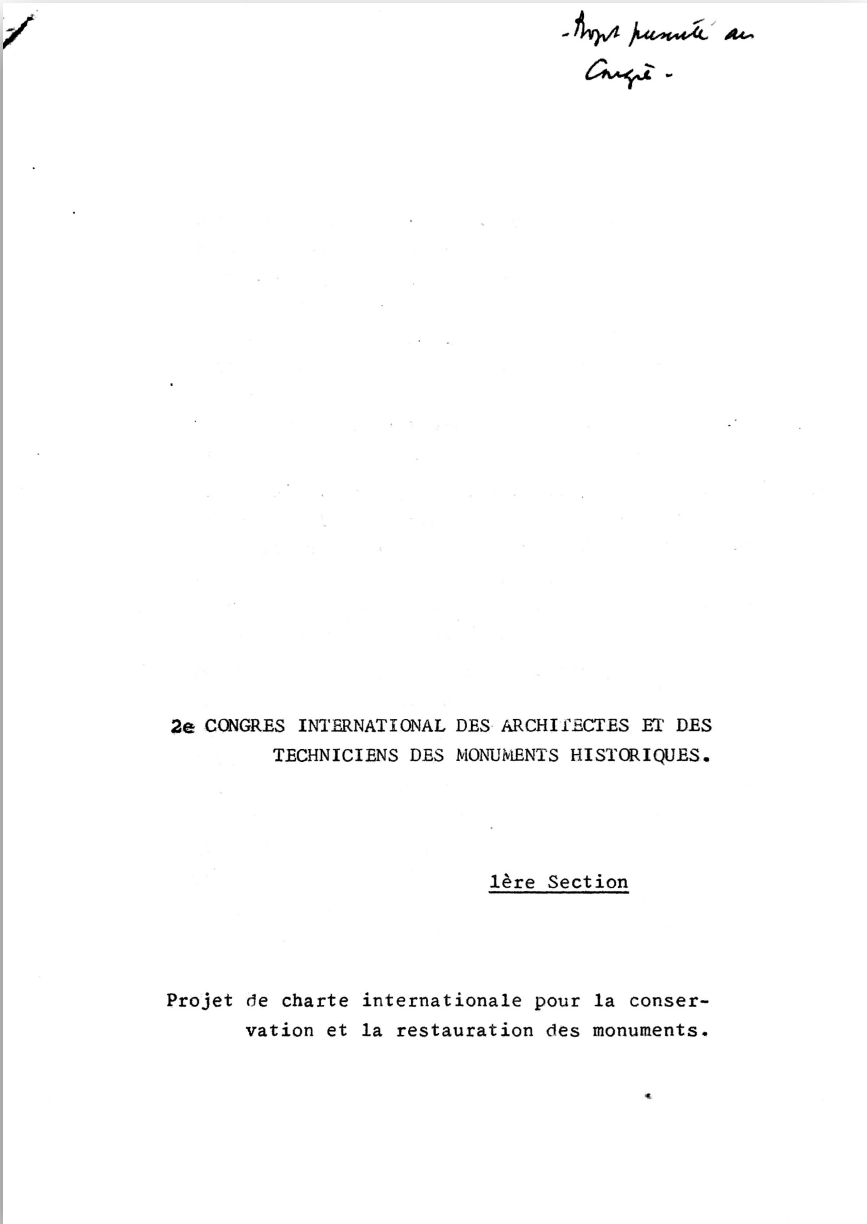 - Projet présenté au
Congrès -
2e CONGRES INTERNATIONAL DES ARCHITECTES ET DES
TECHNICIENS DES MONUMENTS HISTORIQUES.
1ère Section
Projet de charte internationale pour la conser-
vation et la restauration des monuments.